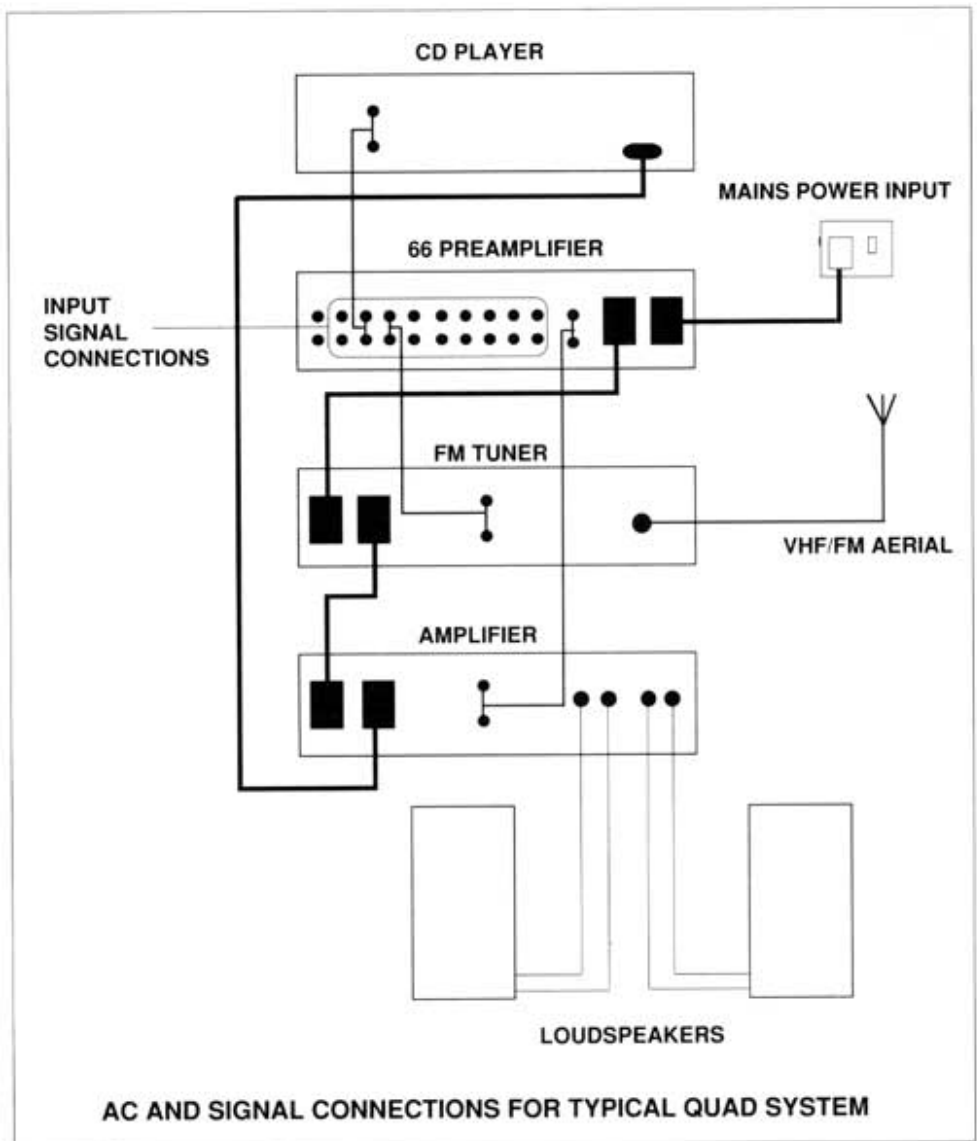 CD PLAYER
MAINS POWER INPUT
66 PREAMPLIFIER
INPUT
SIGNAL
CONNECTIONS
FM TUNER
VHF/FM AERIAL
AMPLIFIER
LOUDSPEAKERS
AC AND SIGNAL CONNECTIONS FOR TYPICAL QUAD SYSTEM